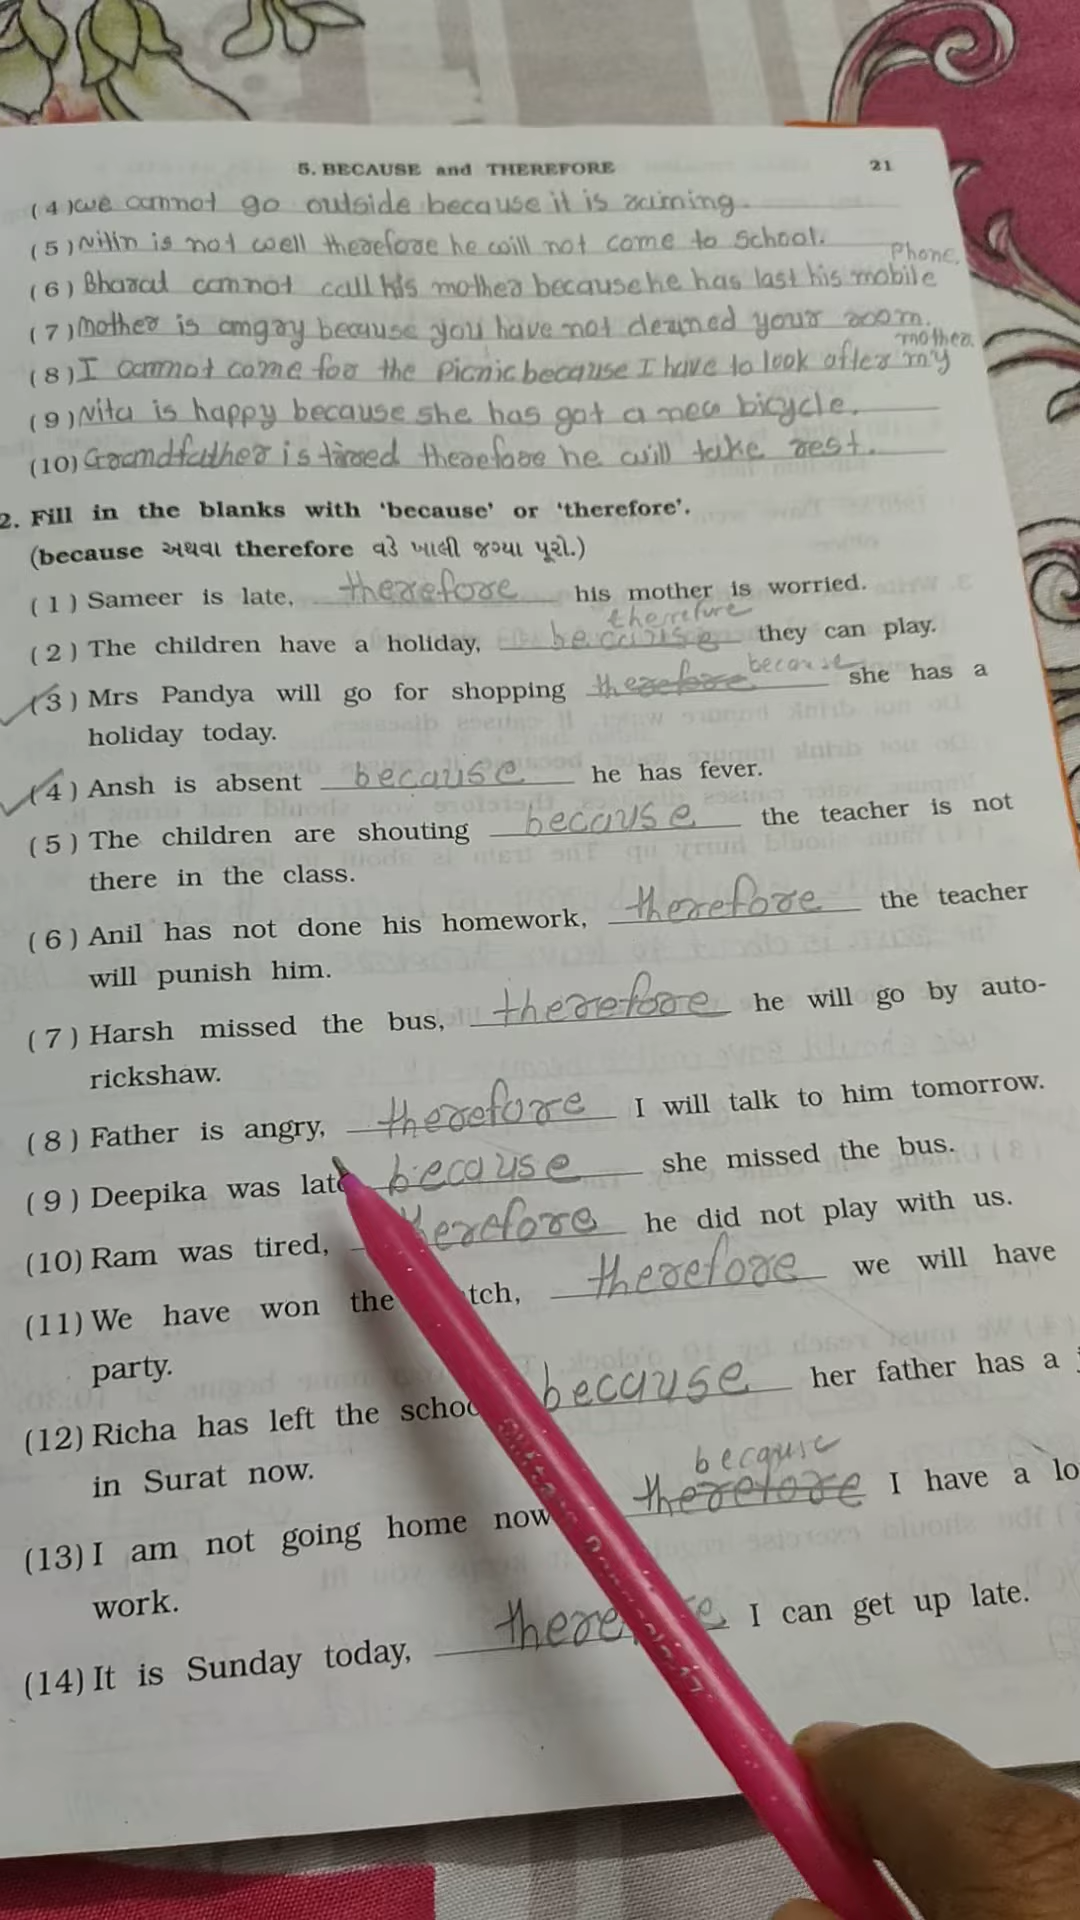 5. BECAUSE and THEREFORE 21
(4) we cannot go outside because it is raining.
(5) Nitin is not well therefore he will not come to school.
Phone.
(6) Bharat cannot call his mother because he has last his mobile
(7) Mother is angry because you have not cleaned your room.
mother.
(8) I cannot come for the picnic because I have to look after my
(9) Nita is happy because she has got a new bicycle.
(10) Grandfather is tired therefore he will take rest.
2. Fill in the blanks with ‘because’ or ‘therefore’.
(because અથવા therefore વડે ખાલી જગ્યા પૂરો.)
(1) Sameer is late, therefore his mother is worried.
therefore
(2) The children have a holiday, because they can play.
because
(3) Mrs Pandya will go for shopping therefore she has a
holiday today.
(4) Ansh is absent because he has fever.
(5) The children are shouting because the teacher is not
there in the class.
(6) Anil has not done his homework, therefore the teacher
will punish him.
(7) Harsh missed the bus, therefore he will go by auto-
rickshaw.
(8) Father is angry, therefore I will talk to him tomorrow.
(9) Deepika was late because she missed the bus.
(10) Ram was tired, therefore he did not play with us.
(11) We have won the tch, therefore we will have
party.
(12) Richa has left the schoo because her father has a
in Surat now.
because
(13) I am not going home now therefore I have a lo
work.
(14) It is Sunday today, therefore I can get up late.